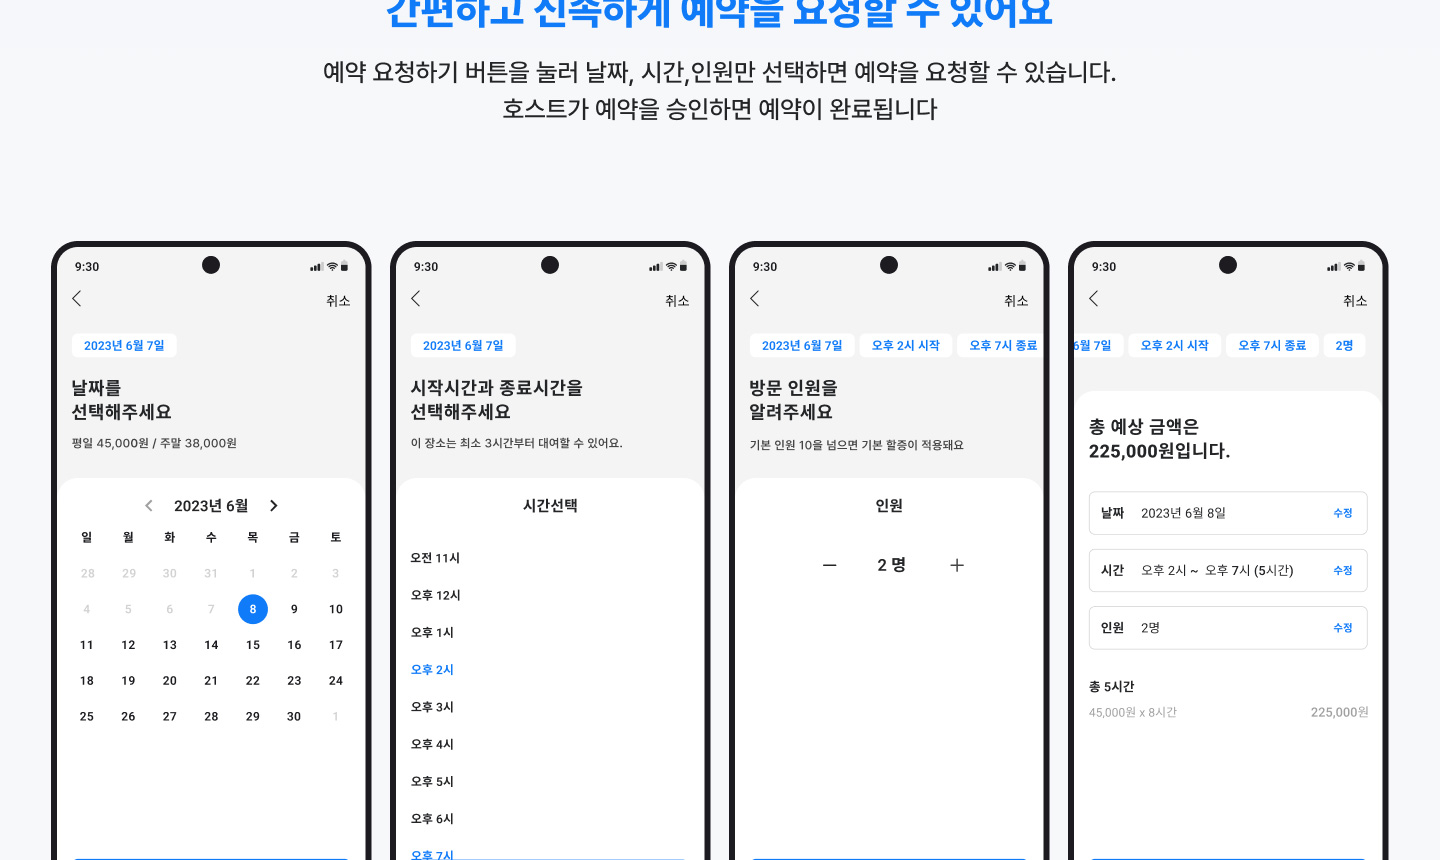 간편하고 신속하게 예약을 요청할 수 있어요
예약 요청하기 버튼을 눌러 날짜, 시간,인원만 선택하면 예약을 요청할 수 있습니다.
호스트가 예약을 승인하면 예약이 완료됩니다
9:30
취소
2023년 6월 7일
날짜를
선택해주세요
평일 45,000원 / 주말 38,000원
2023년 6월
일 월 화 수 목 금 토
28 29 30 31 1 2 3
4 5 6 7 8 9 10
11 12 13 14 15 16 17
18 19 20 21 22 23 24
25 26 27 28 29 30 1
9:30
취소
2023년 6월 7일
시작시간과 종료시간을
선택해주세요
이 장소는 최소 3시간부터 대여할 수 있어요.
시간선택
오전 11시
오후 12시
오후 1시
오후 2시
오후 3시
오후 4시
오후 5시
오후 6시
오후 7시
9:30
취소
2023년 6월 7일 오후 2시 시작 오후 7시 종료
방문 인원을
알려주세요
기본 인원 10을 넘으면 기본 할증이 적용돼요
인원
2 명
9:30
취소
6월 7일 오후 2시 시작 오후 7시 종료 2명
총 예상 금액은
225,000원입니다.
날짜 2023년 6월 8일 수정
시간 오후 2시 ~ 오후 7시 (5시간) 수정
인원 2명 수정
총 5시간
45,000원 x 8시간 225,000원